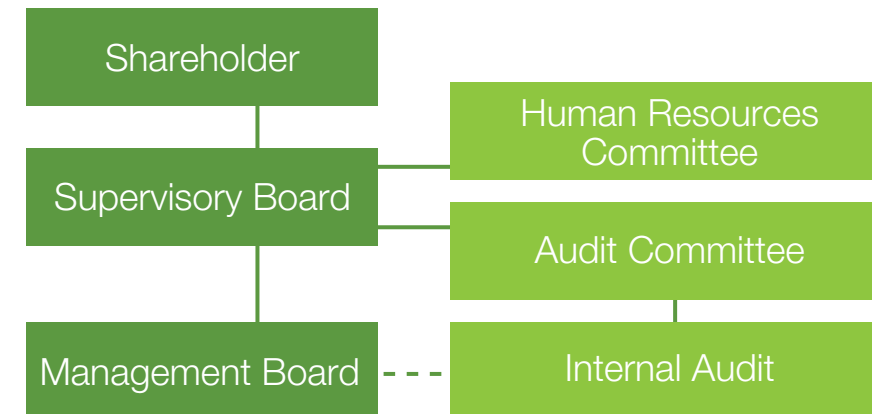 Shareholder
Human Resources
Committee
Supervisory Board
Audit Committee
Management Board
Internal Audit